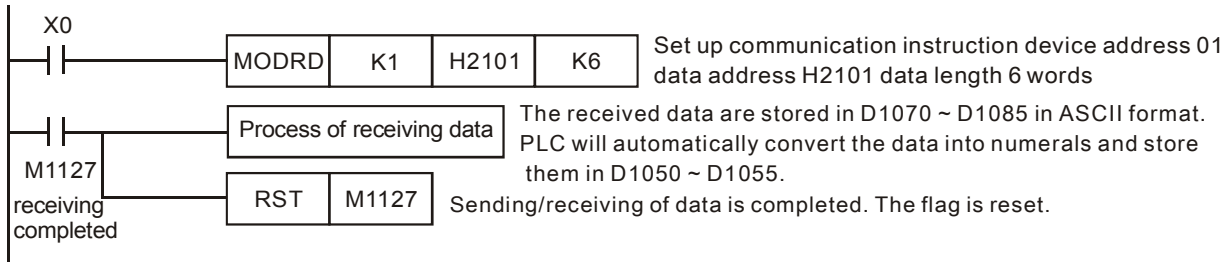 X0
MODRD K1 H2101 K6
Set up communication instruction device address 01
data address H2101 data length 6 words
M1127
receiving
completed
Process of receiving data
The received data are stored in D1070 ~ D1085 in ASCII format.
PLC will automatically convert the data into numerals and store
them in D1050 ~ D1055.
RST M1127
Sending/receiving of data is completed. The flag is reset.